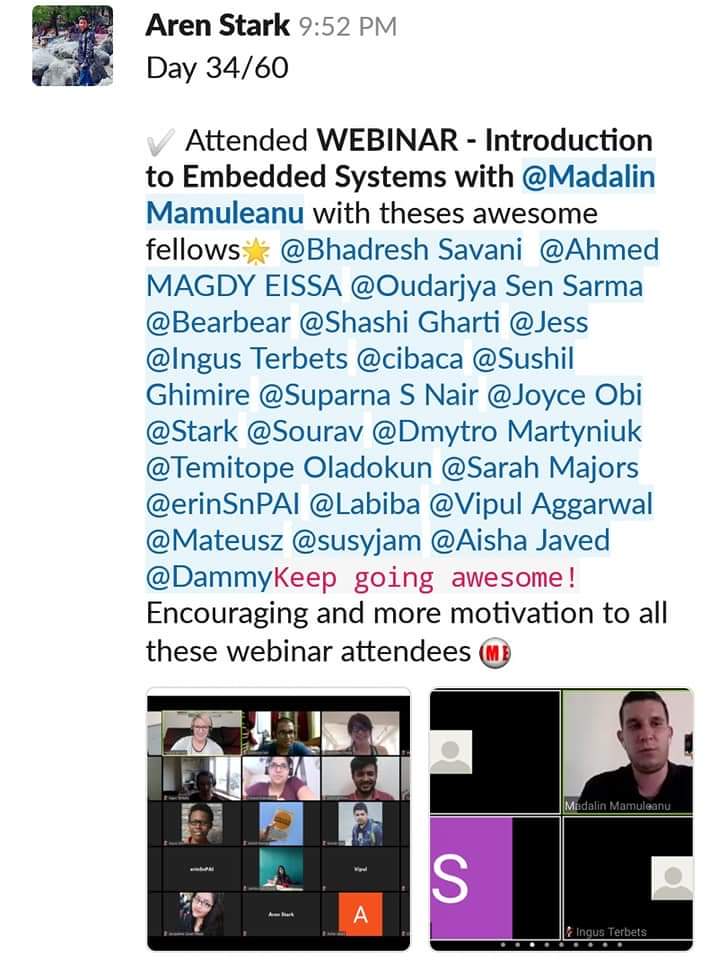 Aren Stark 9:52 PM
Day 34/60
✔ Attended WEBINAR - Introduction
to Embedded Systems with @Madalin
Mamuleanu with theses awesome
fellows🌟 @Bhadresh Savani @Ahmed
MAGDY EISSA @Oudarjya Sen Sarma
@Bearbear @Shashi Gharti @Jess
@Ingus Terbets @cibaca @Sushil
Ghimire @Suparna S Nair @Joyce Obi
@Stark @Sourav @Dmytro Martyniuk
@Temitope Oladokun @Sarah Majors
@erinSnPAI @Labiba @Vipul Aggarwal
@Mateusz @susyjam @Aisha Javed
@DammyKeep going awesome!
Encouraging and more motivation to all
these webinar attendees ME
erinSnPAI
Vipul
Aren Stark
A
Madalin Mamuleanu
S
Ingus Terbets